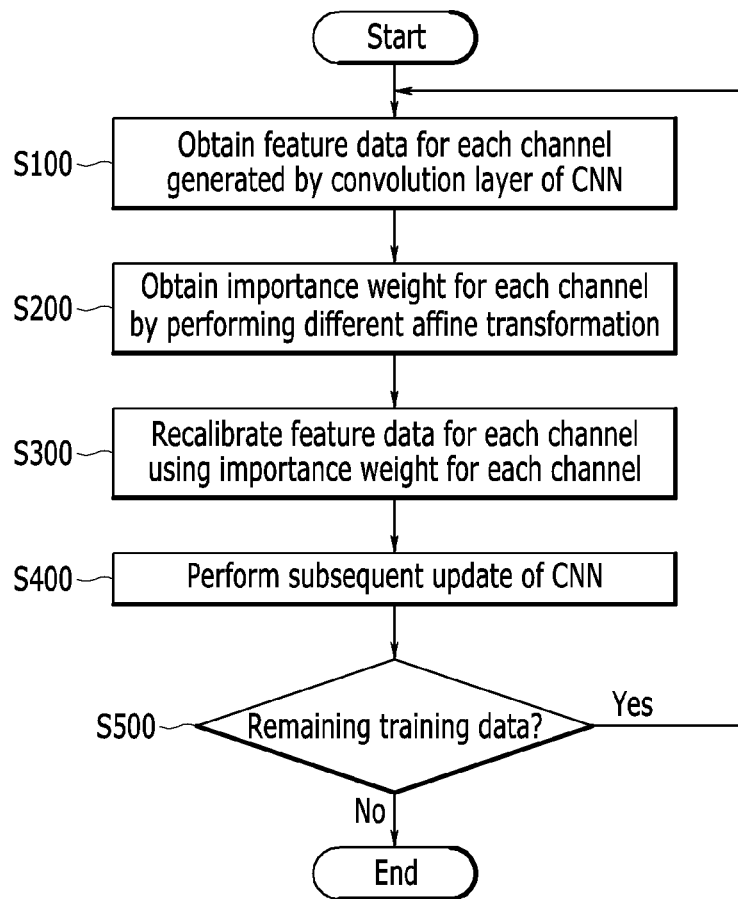 Start
S100
Obtain feature data for each channel
generated by convolution layer of CNN
S200
Obtain importance weight for each channel
by performing different affine transformation
S300
Recalibrate feature data for each channel
using importance weight for each channel
S400
Perform subsequent update of CNN
S500
Remaining training data?
Yes
No
End